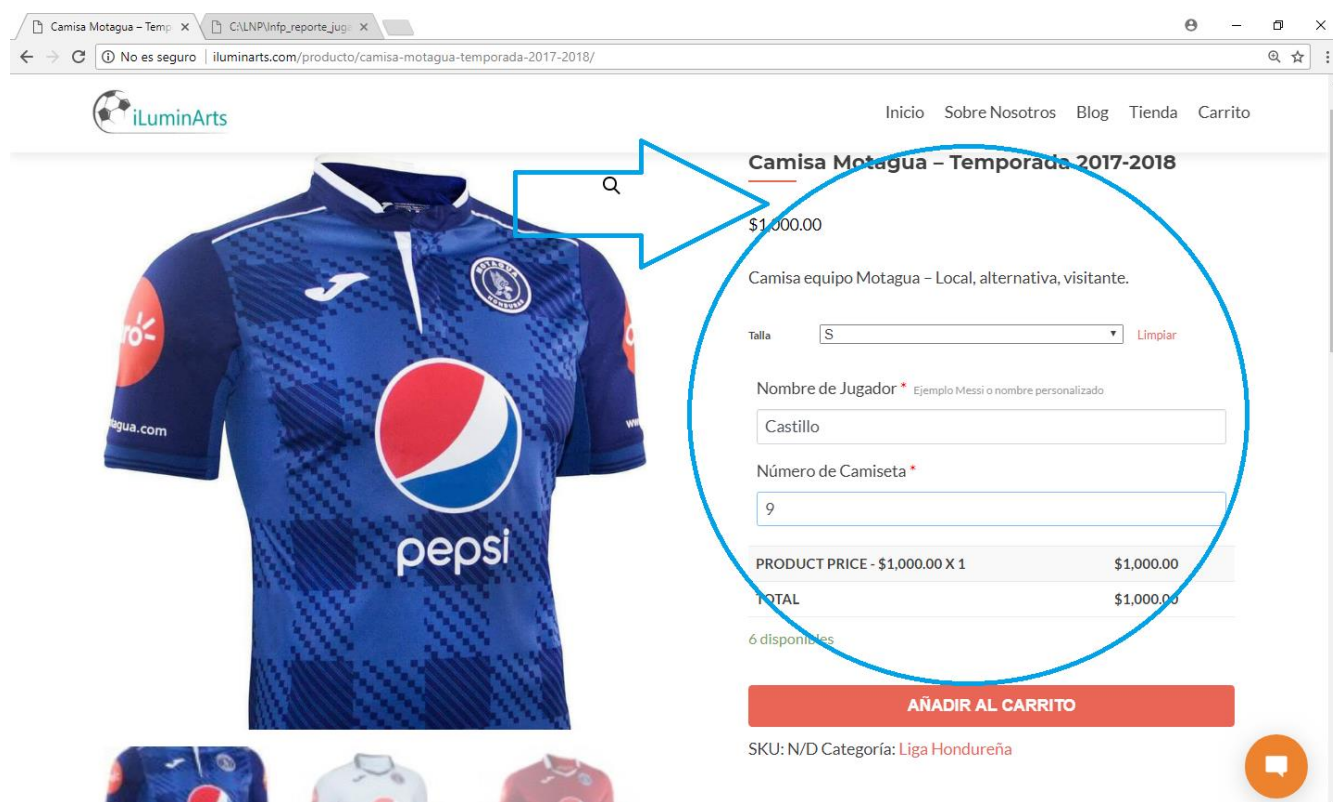 Camisa Motagua – Temp
C:\LNP\lnfp_reporte_jug
No es seguro | iluminarts.com/producto/camisa-motagua-temporada-2017-2018/
iLuminArts
Inicio Sobre Nosotros Blog Tienda Carrito
Camisa Motagua – Temporada 2017-2018
$1,000.00
Camisa equipo Motagua – Local, alternativa, visitante.
Talla S Limpiar
Nombre de Jugador * Ejemplo Messi o nombre personalizado
Castillo
Número de Camiseta *
9
PRODUCT PRICE - $1,000.00 X 1 $1,000.00
TOTAL $1,000.00
6 disponibles
AÑADIR AL CARRITO
SKU: N/D Categoría: Liga Hondureña
MOTAGUA
HONDURAS
agua.com
pepsi